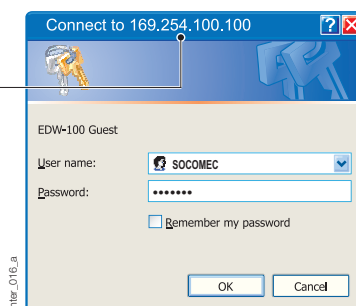 Connect to 169.254.100.100
EDW-100 Guest
User name: SOCOMEC
Password: •••••••
Remember my password
OK Cancel
nter_016_a